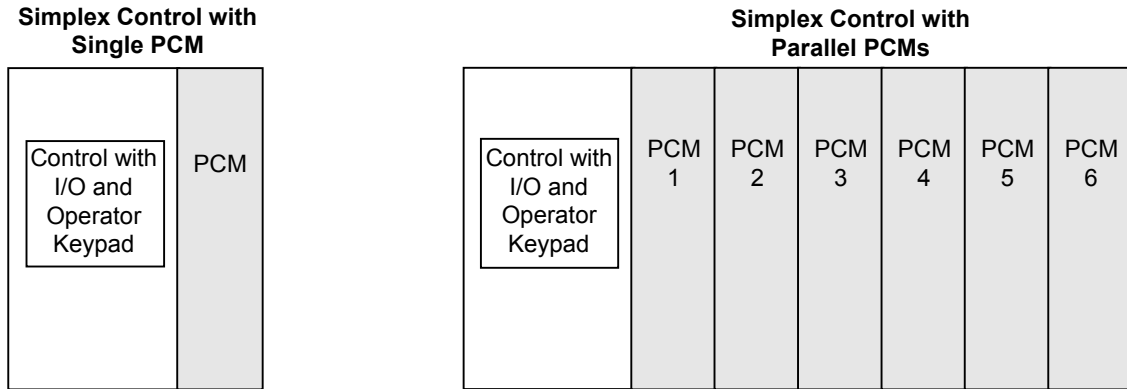 Simplex Control with
Single PCM
Control with
I/O and
Operator
Keypad
PCM
Simplex Control with
Parallel PCMs
Control with
I/O and
Operator
Keypad
PCM
1
PCM
2
PCM
3
PCM
4
PCM
5
PCM
6